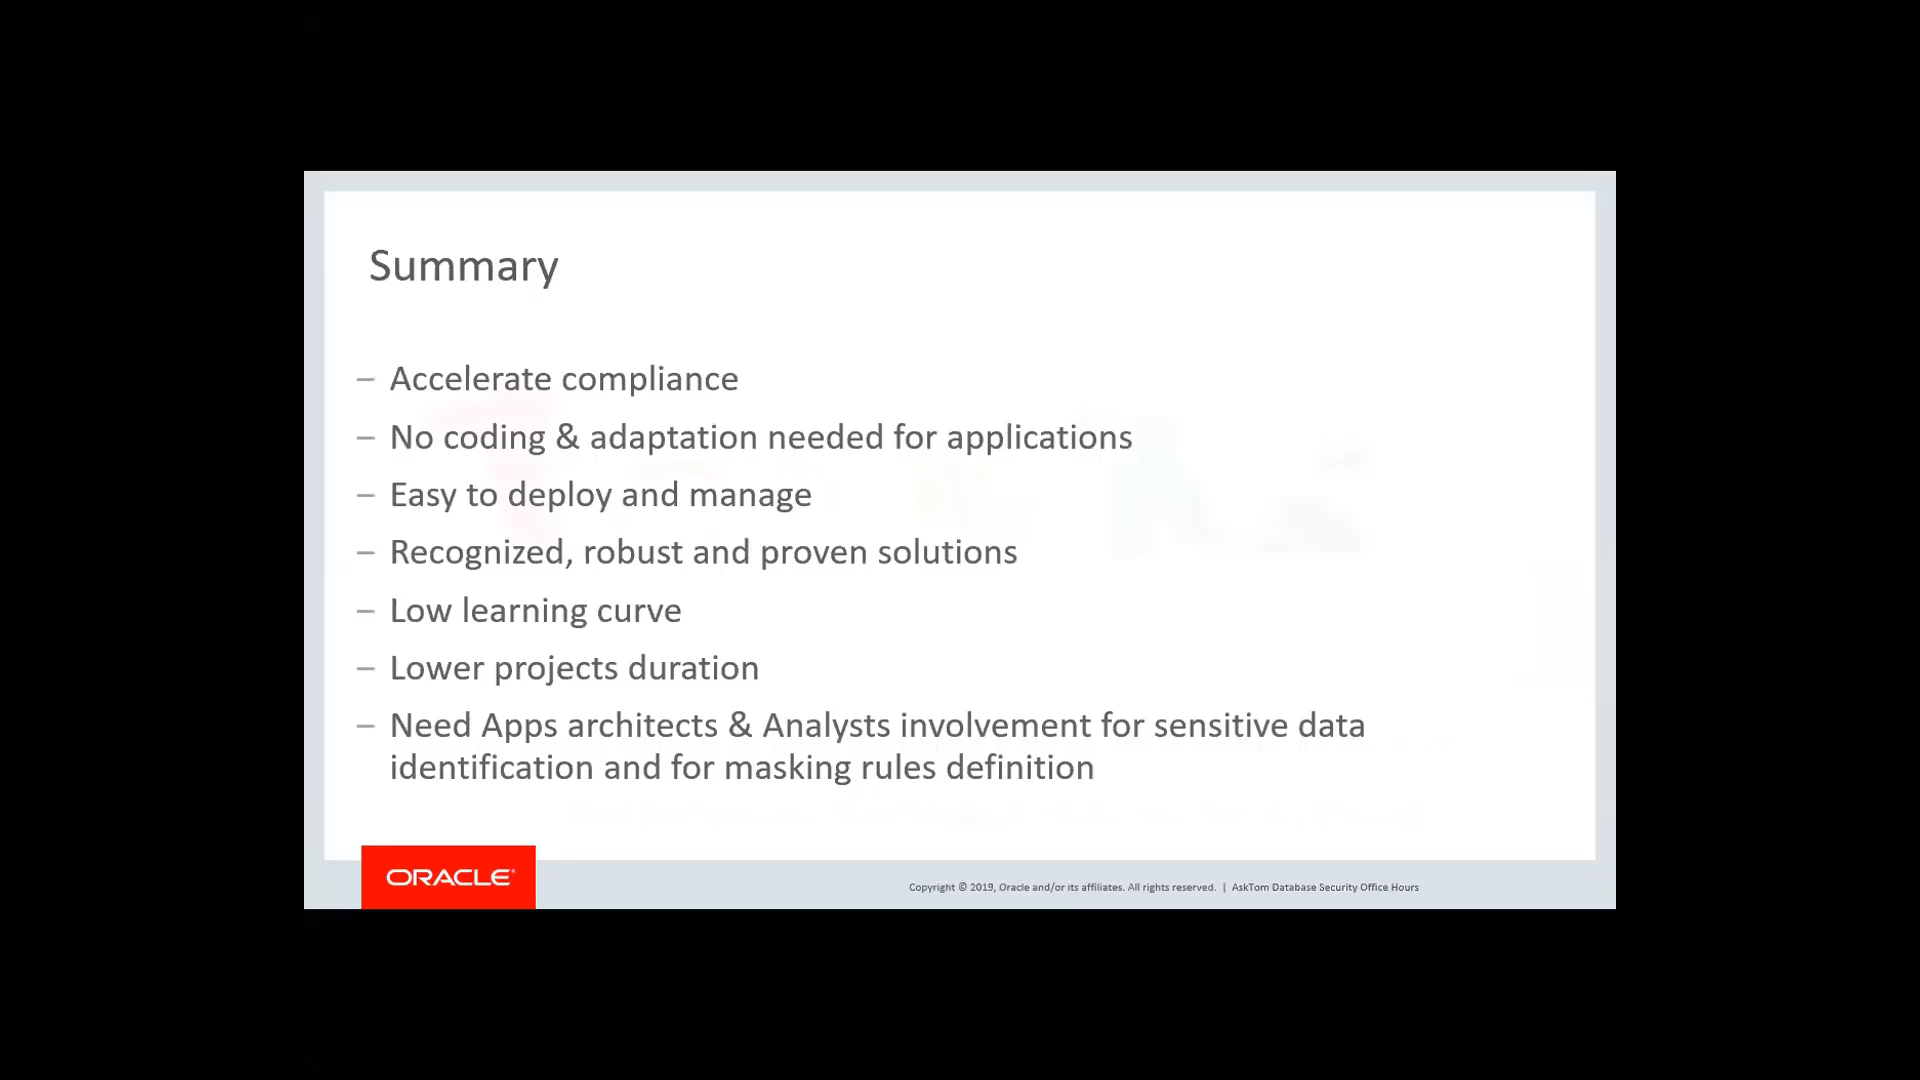 Summary
– Accelerate compliance
– No coding & adaptation needed for applications
– Easy to deploy and manage
– Recognized, robust and proven solutions
– Low learning curve
– Lower projects duration
– Need Apps architects & Analysts involvement for sensitive data
identification and for masking rules definition
ORACLE®
Copyright © 2019, Oracle and/or its affiliates. All rights reserved. | AskTom Database Security Office Hours